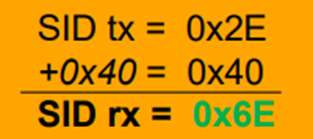 SID tx = 0x2E
+0x40 = 0x40
SID rx = 0x6E